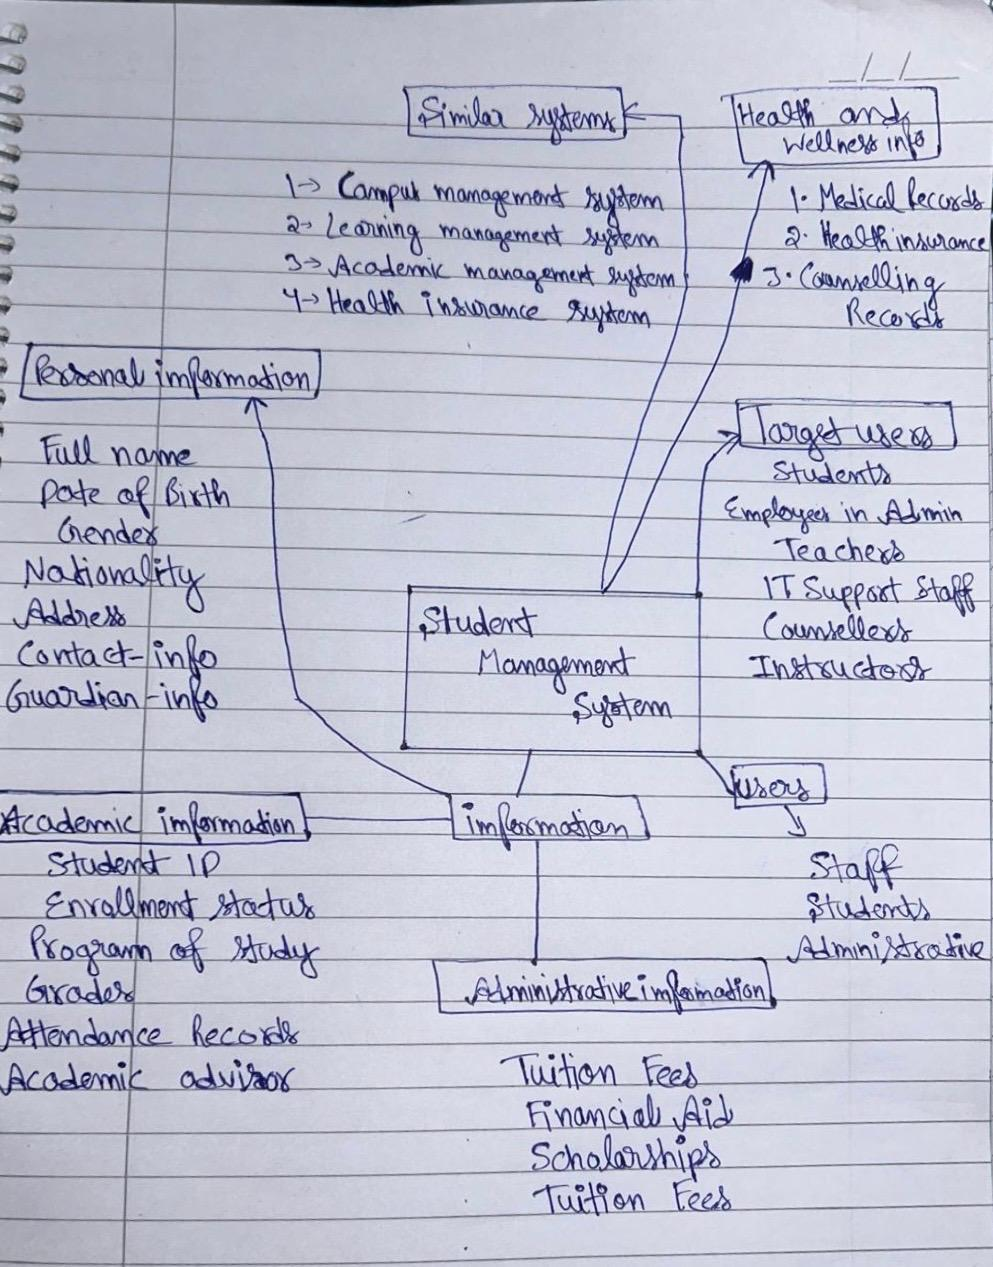 __/__/____
Similar systems
1-> Campus management system
2-> Learning management system
3-> Academic management system
4-> Health insurance system
Health and
Wellness info
1. Medical Records
2. Health insurance
3. Counselling
Records
Personal information
Full name
Date of Birth
Gender
Nationality
Address
Contact-info
Guardian-info
Target users
Students
Employees in Admin
Teachers
IT Support Staff
Counsellers
Instructors
Student
Management
System
users
Staff
Students
Administrative
information
Academic information
Student ID
Enrollment status
Program of study
Grades
Attendance Records
Academic advisor
Administrative information
Tuition Fees
Financial Aid
Scholarships
Tuition Fees